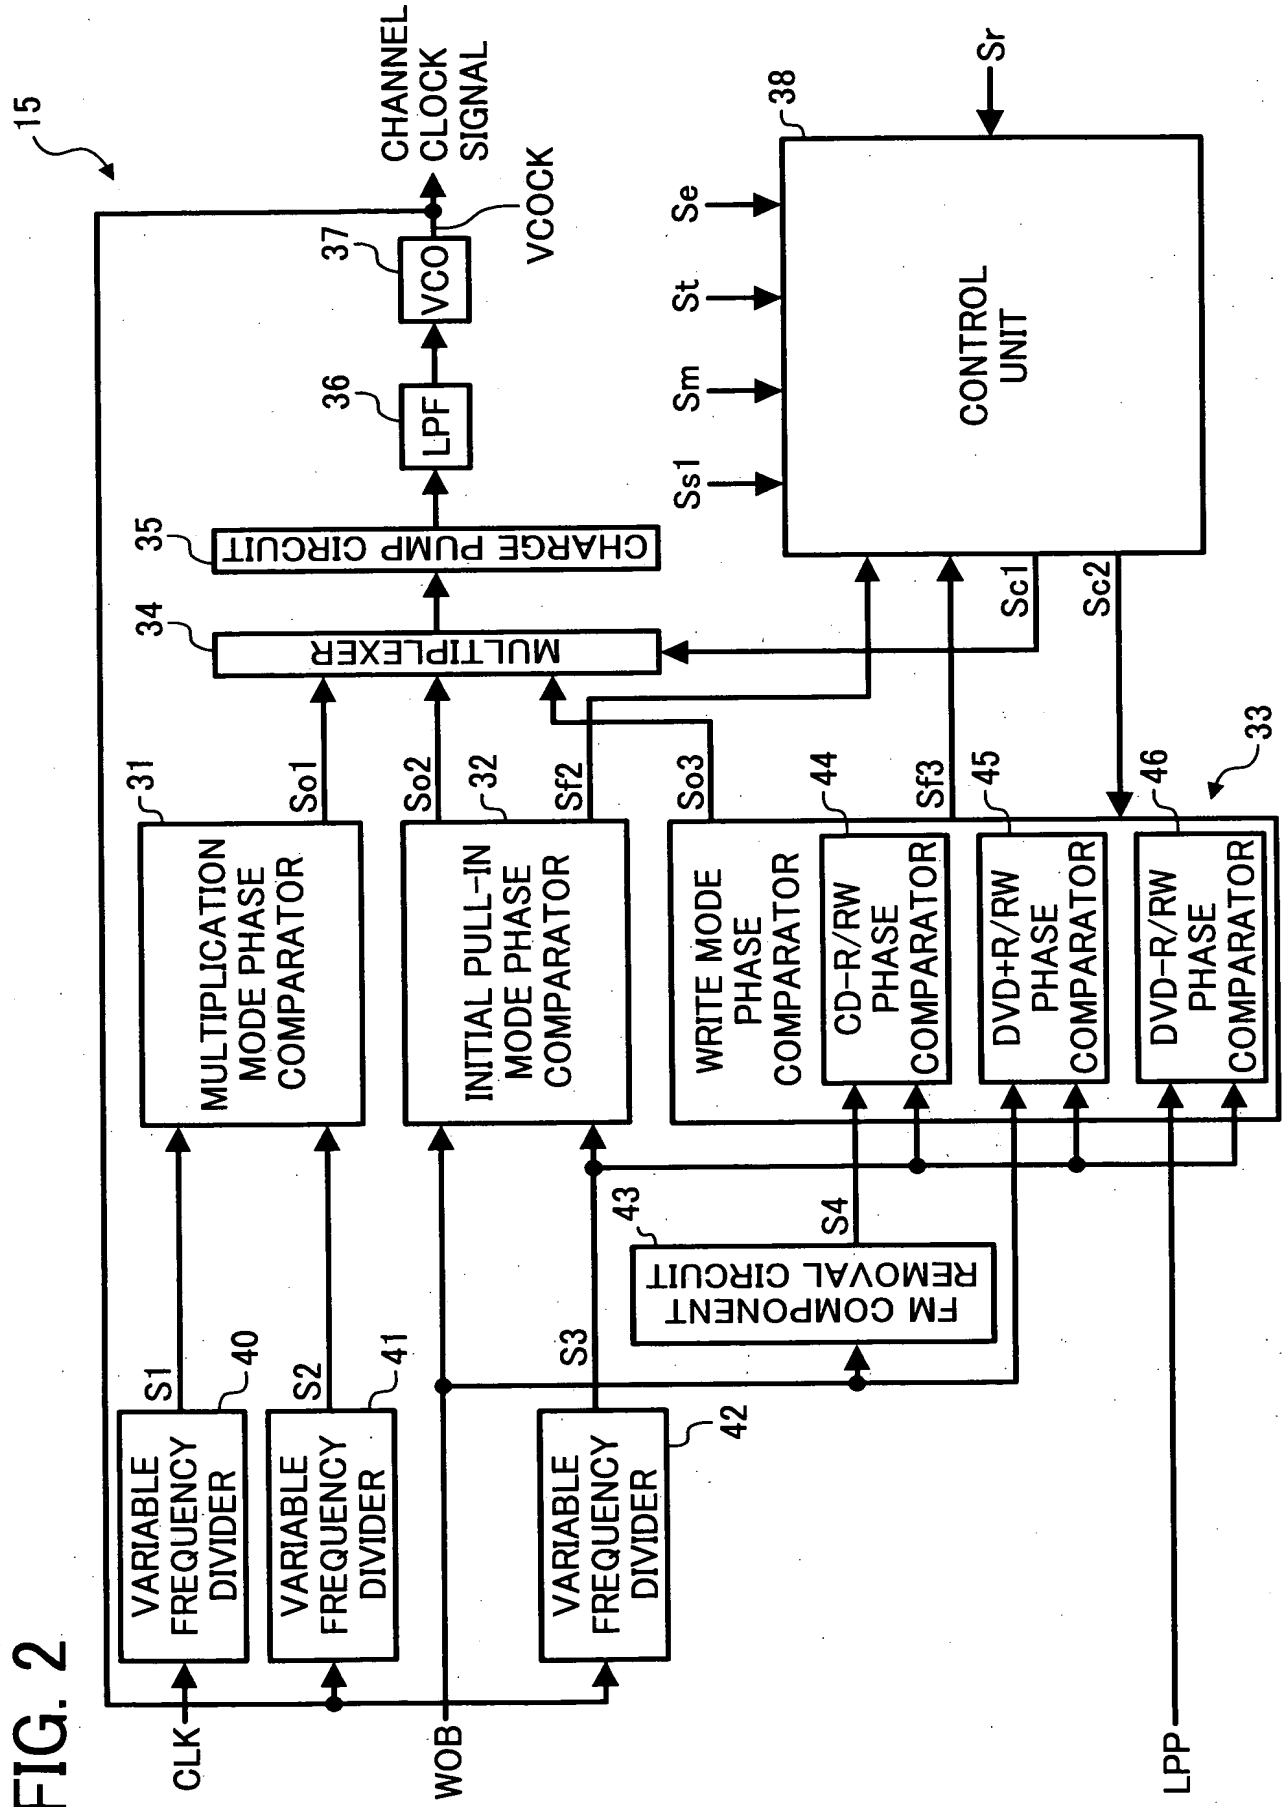 FIG. 2
15
CLK
WOB
LPP
VARIABLE
FREQUENCY
DIVIDER
40
S1
VARIABLE
FREQUENCY
DIVIDER
41
S2
VARIABLE
FREQUENCY
DIVIDER
42
S3
FM COMPONENT
REMOVAL CIRCUIT
43
S4
MULTIPLICATION
MODE PHASE
COMPARATOR
31
So1
INITIAL PULL-IN
MODE PHASE
COMPARATOR
32
So2
Sf2
WRITE MODE
PHASE
COMPARATOR
So3
CD-R/RW
PHASE
COMPARATOR
44
Sf3
DVD+R/RW
PHASE
COMPARATOR
45
DVD-R/RW
PHASE
COMPARATOR
46
33
MULTIPLEXER
34
CHARGE PUMP CIRCUIT
35
LPF
36
VCO
37
VCOCK
CHANNEL
CLOCK
SIGNAL
Ss1
Sm
St
Se
Sr
CONTROL
UNIT
38
Sc1
Sc2